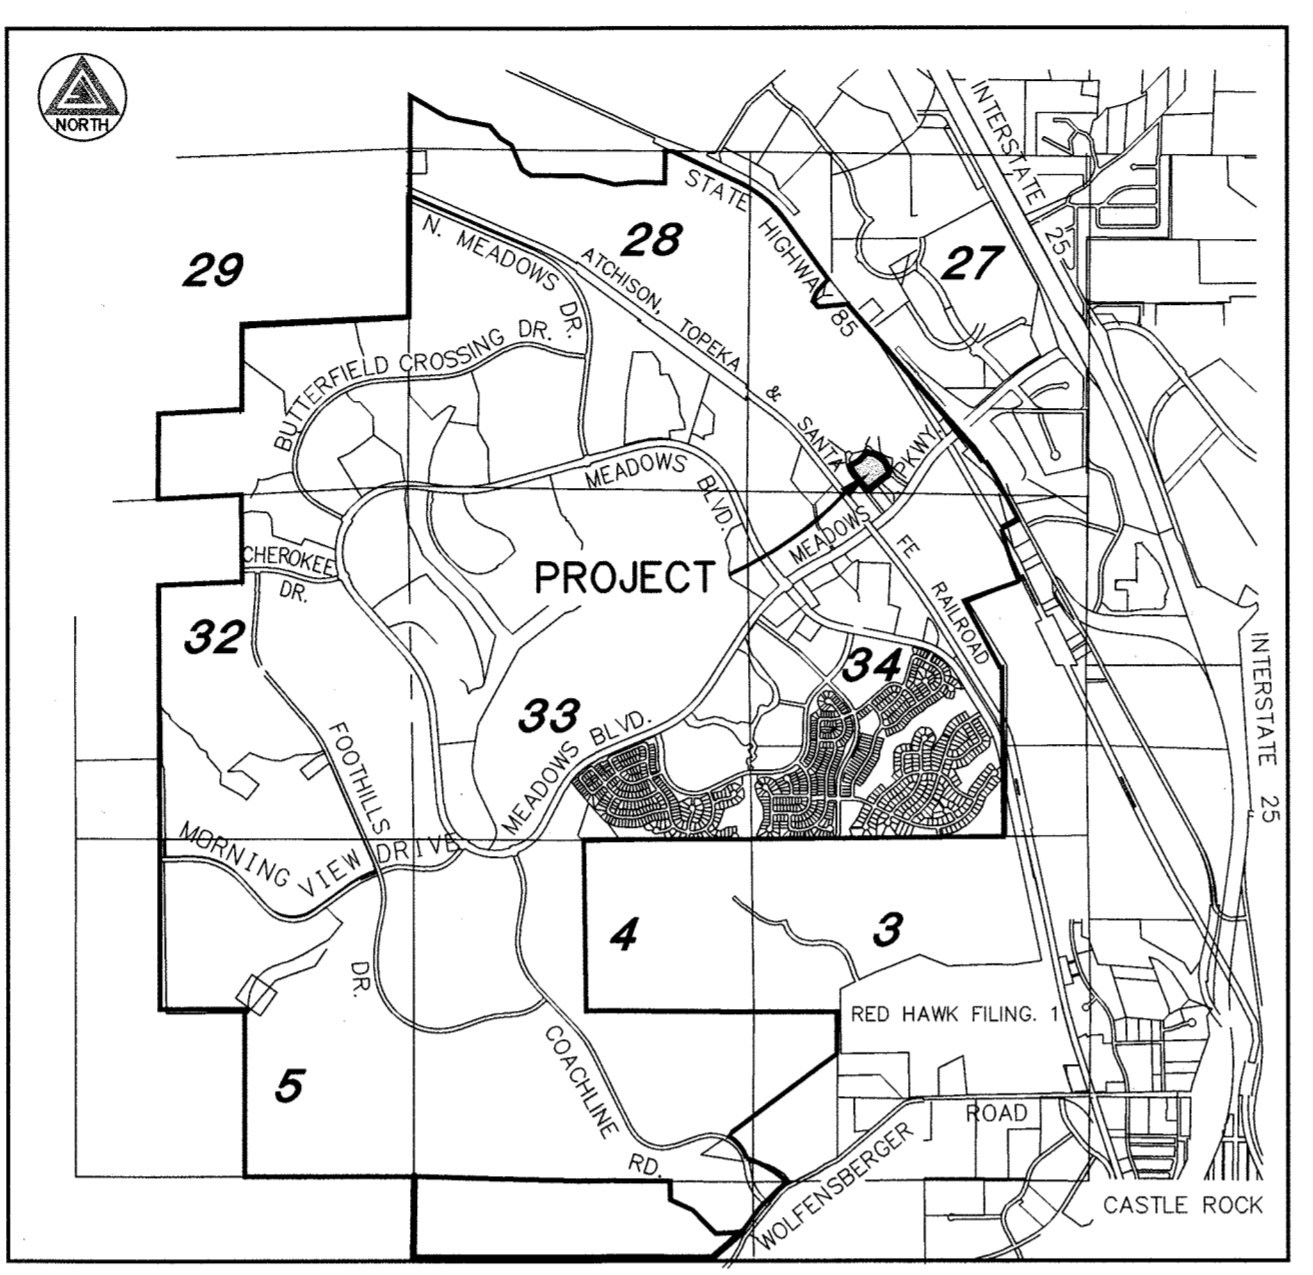 NORTH
INTERSTATE 25
STATE HIGHWAY 85
28
27
29
N. MEADOWS DR.
ATCHISON, TOPEKA & SANTA FE RAILROAD
BUTTERFIELD CROSSING DR.
MEADOWS BLVD.
MEADOWS PKWY.
CHEROKEE DR.
PROJECT
32
34
33
MEADOWS BLVD.
INTERSTATE 25
FOOTHILLS DR.
MORNING VIEW DRIVE
4
3
RED HAWK FILING. 1
5
COACHLINE RD.
WOLFENSBERGER ROAD
CASTLE ROCK